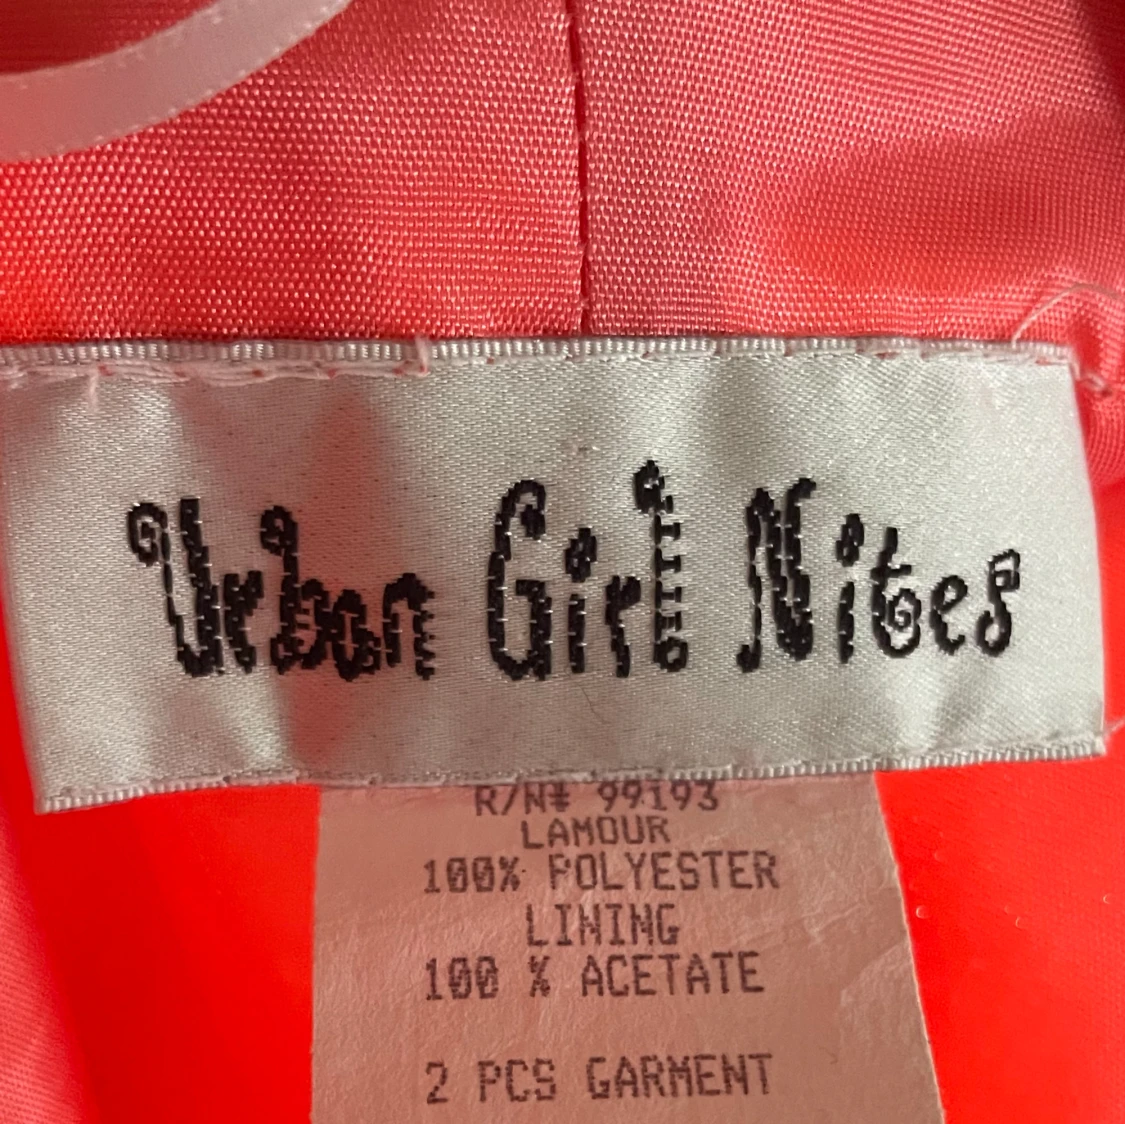 Urban Girl Nites
R/N# 99193
LAMOUR
100% POLYESTER
LINING
100 % ACETATE
2 PCS GARMENT